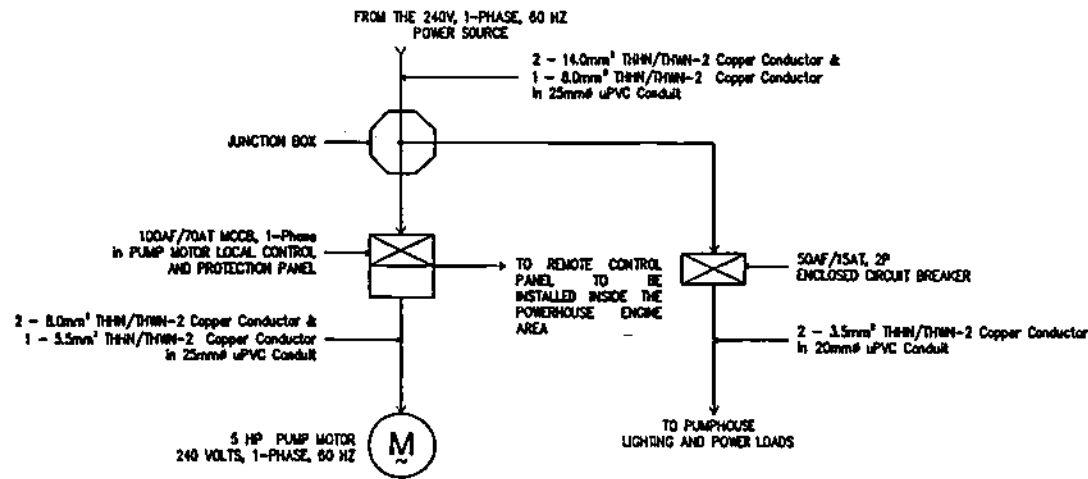 FROM THE 240V, 1-PHASE, 60 HZ
POWER SOURCE
2 - 14.0mm² THHN/THWN-2 Copper Conductor &
1 - 8.0mm² THHN/THWN-2 Copper Conductor
in 25mmø uPVC Conduit
JUNCTION BOX
100AF/70AT MCCB, 1-Phase
in PUMP MOTOR LOCAL CONTROL
AND PROTECTION PANEL
TO REMOTE CONTROL
PANEL TO BE
INSTALLED INSIDE THE
POWERHOUSE ENGINE
AREA
50AF/15AT, 2P
ENCLOSED CIRCUIT BREAKER
2 - 8.0mm² THHN/THWN-2 Copper Conductor &
1 - 5.5mm² THHN/THWN-2 Copper Conductor
in 25mmø uPVC Conduit
2 - 3.5mm² THHN/THWN-2 Copper Conductor
in 20mmø uPVC Conduit
5 HP PUMP MOTOR
240 VOLTS, 1-PHASE, 60 HZ
M
~
TO PUMPHOUSE
LIGHTING AND POWER LOADS